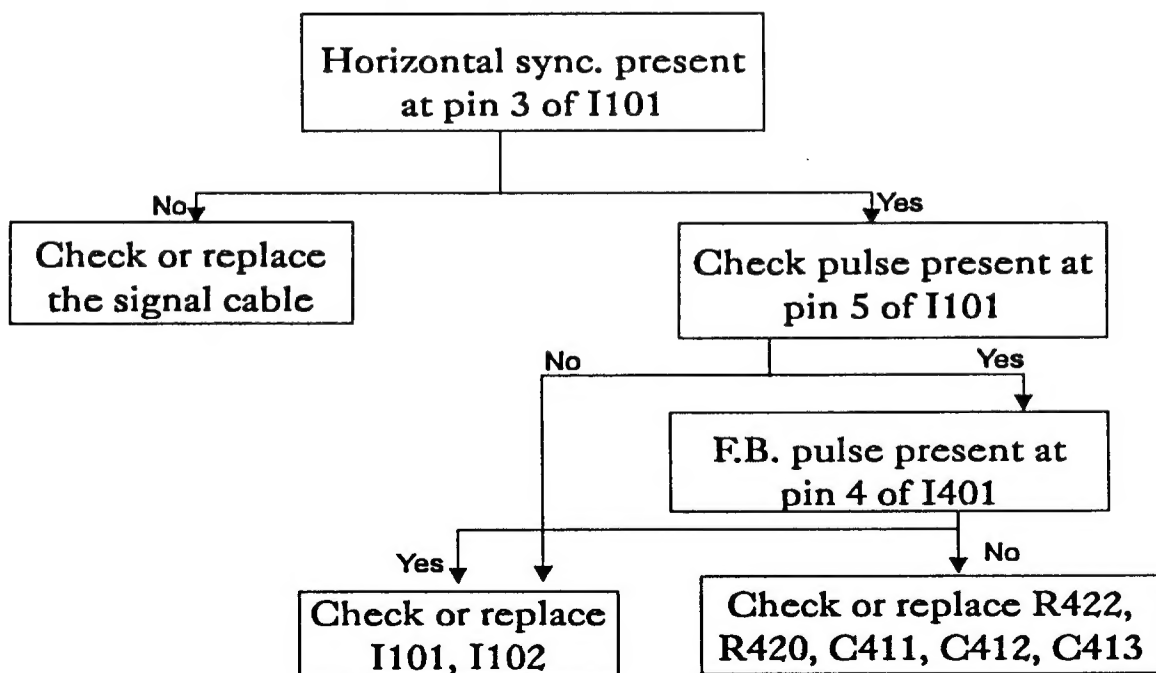 Horizontal sync. present
at pin 3 of I101
No
Yes
Check or replace
the signal cable
Check pulse present at
pin 5 of I101
No
Yes
F.B. pulse present at
pin 4 of I401
Yes
No
Check or replace
I101, I102
Check or replace R422,
R420, C411, C412, C413